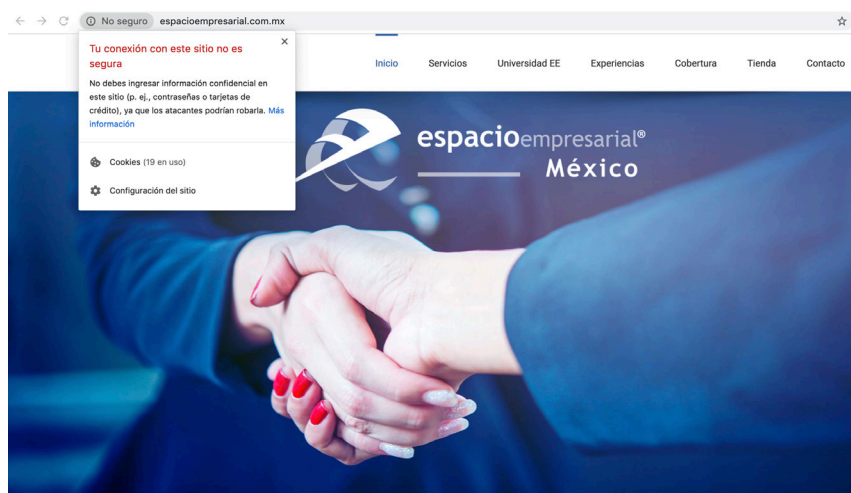 No seguro espacioempresarial.com.mx
Tu conexión con este sitio no es
segura
No debes ingresar información confidencial en
este sitio (p. ej., contraseñas o tarjetas de
crédito), ya que los atacantes podrían robarla. Más
información
Cookies (19 en uso)
Configuración del sitio
Inicio Servicios Universidad EE Experiencias Cobertura Tienda Contacto
espacioempresarial®
México